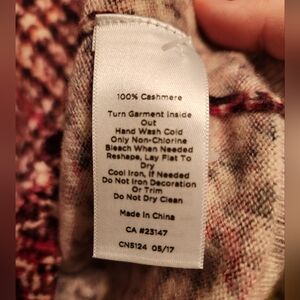 100% Cashmere
Turn Garment Inside
Out
Hand Wash Cold
Only Non-Chlorine
Bleach When Needed
Reshape, Lay Flat To
Dry
Cool Iron, If Needed
Do Not Iron Decoration
Or Trim
Do Not Dry Clean
Made In China
CA #23147
CN5124 05/17